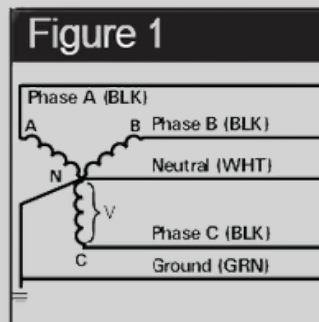 Figure 1
Phase A (BLK)
A
B Phase B (BLK)
Neutral (WHT)
N
V
Phase C (BLK)
C
Ground (GRN)